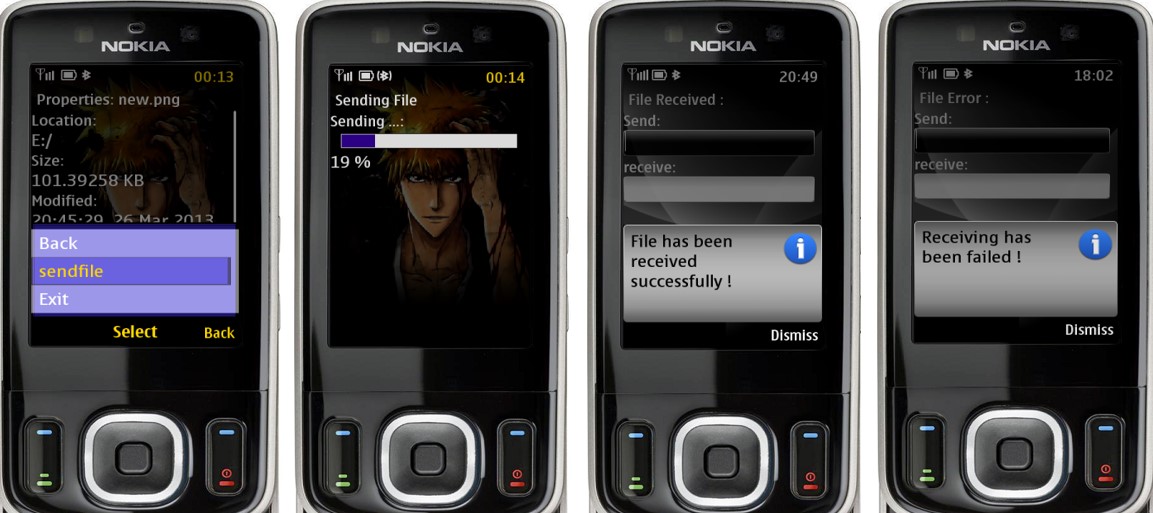 NOKIA
00:13
Properties: new.png
Location:
E:/
Size:
101.39258 KB
Modified:
20:45:29, 26 Mar 2013
Back
sendfile
Exit
Select Back
NOKIA
00:14
Sending File
Sending ...:
19 %
NOKIA
20:49
File Received :
Send:
receive:
File has been
received
successfully !
Dismiss
NOKIA
18:02
File Error :
Send:
receive:
Receiving has
been failed !
Dismiss